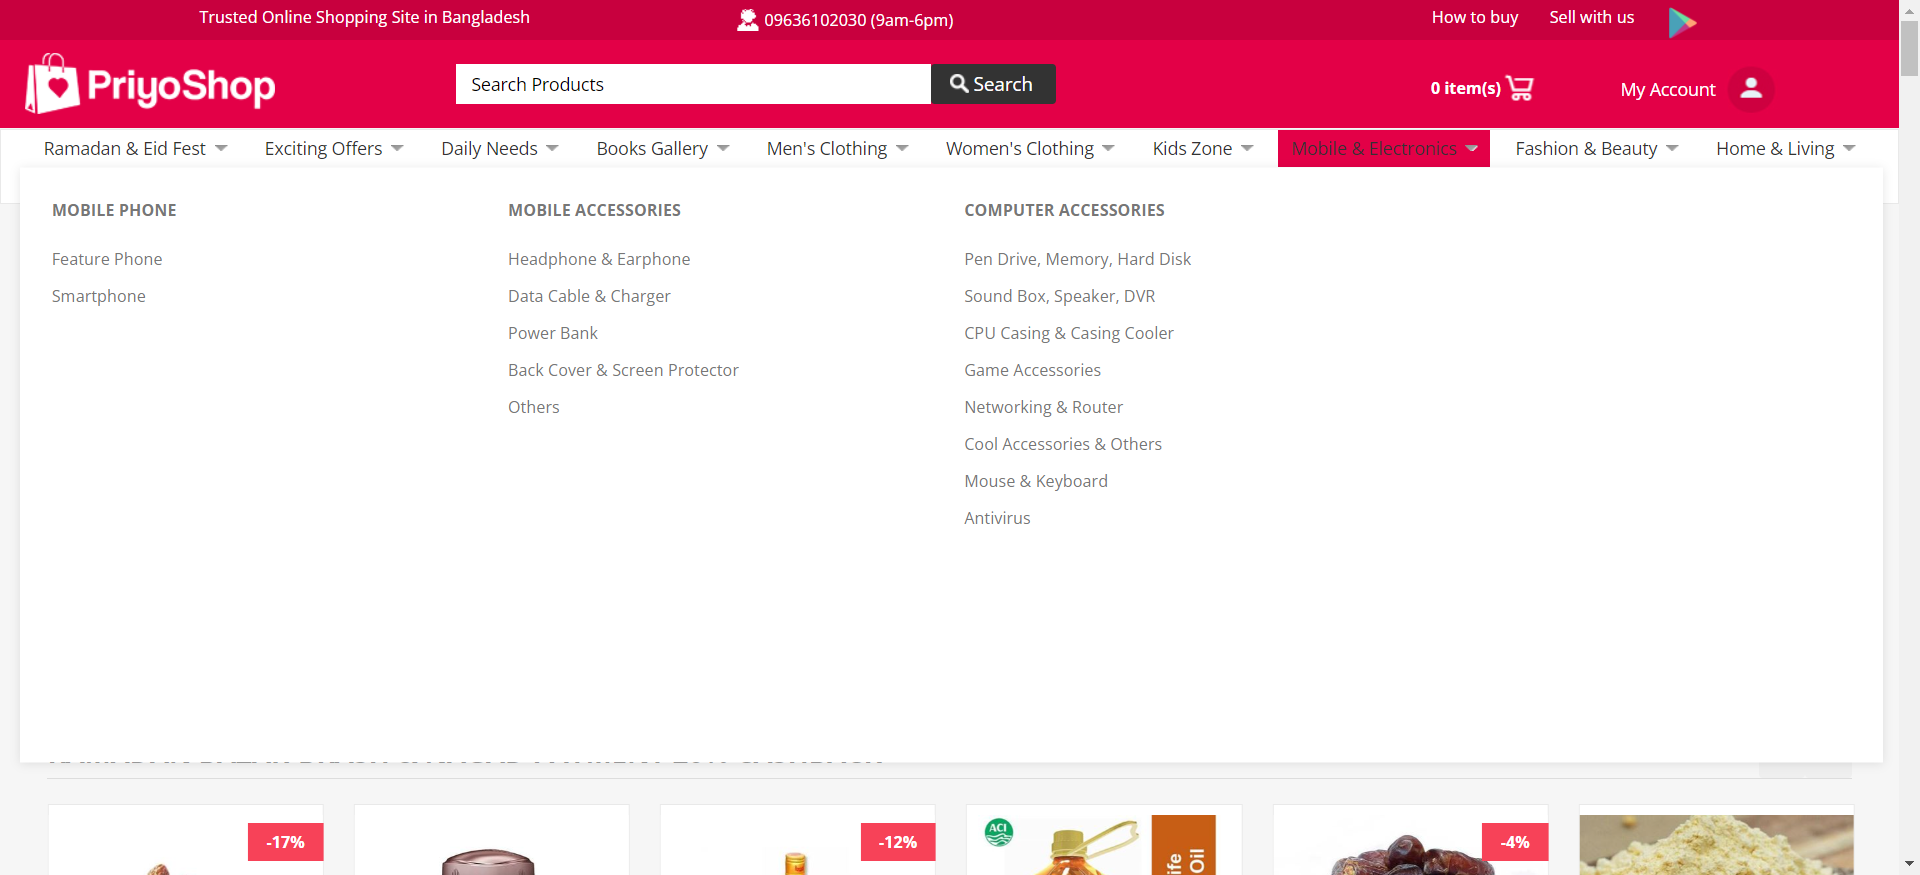 Trusted Online Shopping Site in Bangladesh
09636102030 (9am-6pm)
How to buy
Sell with us
PriyoShop
Search Products
Search
0 item(s)
My Account
Ramadan & Eid Fest
Exciting Offers
Daily Needs
Books Gallery
Men's Clothing
Women's Clothing
Kids Zone
Mobile & Electronics
Fashion & Beauty
Home & Living
MOBILE PHONE
Feature Phone
Smartphone
MOBILE ACCESSORIES
Headphone & Earphone
Data Cable & Charger
Power Bank
Back Cover & Screen Protector
Others
COMPUTER ACCESSORIES
Pen Drive, Memory, Hard Disk
Sound Box, Speaker, DVR
CPU Casing & Casing Cooler
Game Accessories
Networking & Router
Cool Accessories & Others
Mouse & Keyboard
Antivirus
-17%
-12%
ACI
Oil
-4%